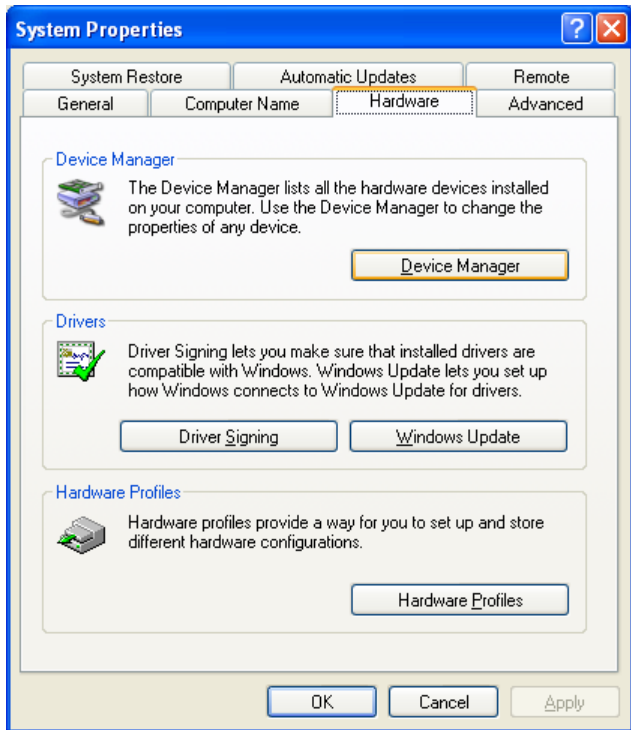 System Properties
System Restore Automatic Updates Remote
General Computer Name Hardware Advanced
Device Manager
The Device Manager lists all the hardware devices installed
on your computer. Use the Device Manager to change the
properties of any device.
Device Manager
Drivers
Driver Signing lets you make sure that installed drivers are
compatible with Windows. Windows Update lets you set up
how Windows connects to Windows Update for drivers.
Driver Signing Windows Update
Hardware Profiles
Hardware profiles provide a way for you to set up and store
different hardware configurations.
Hardware Profiles
OK Cancel Apply